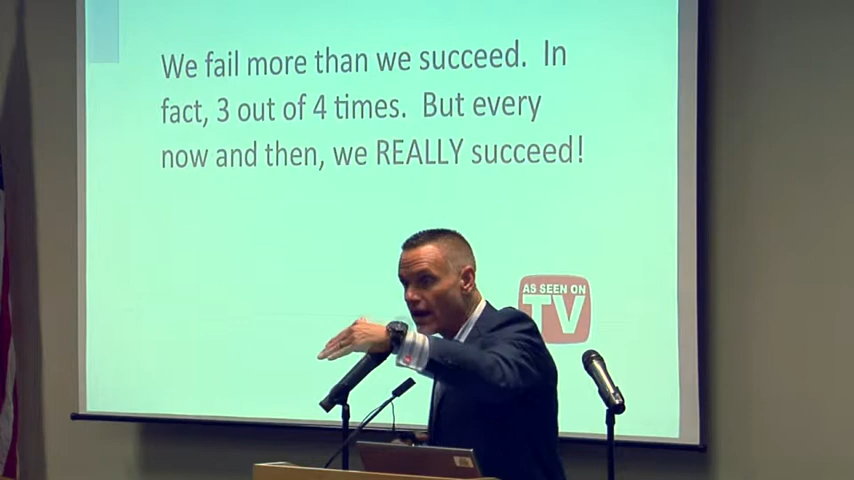 We fail more than we succeed. In
fact, 3 out of 4 times. But every
now and then, we REALLY succeed!
AS SEEN ON
TV